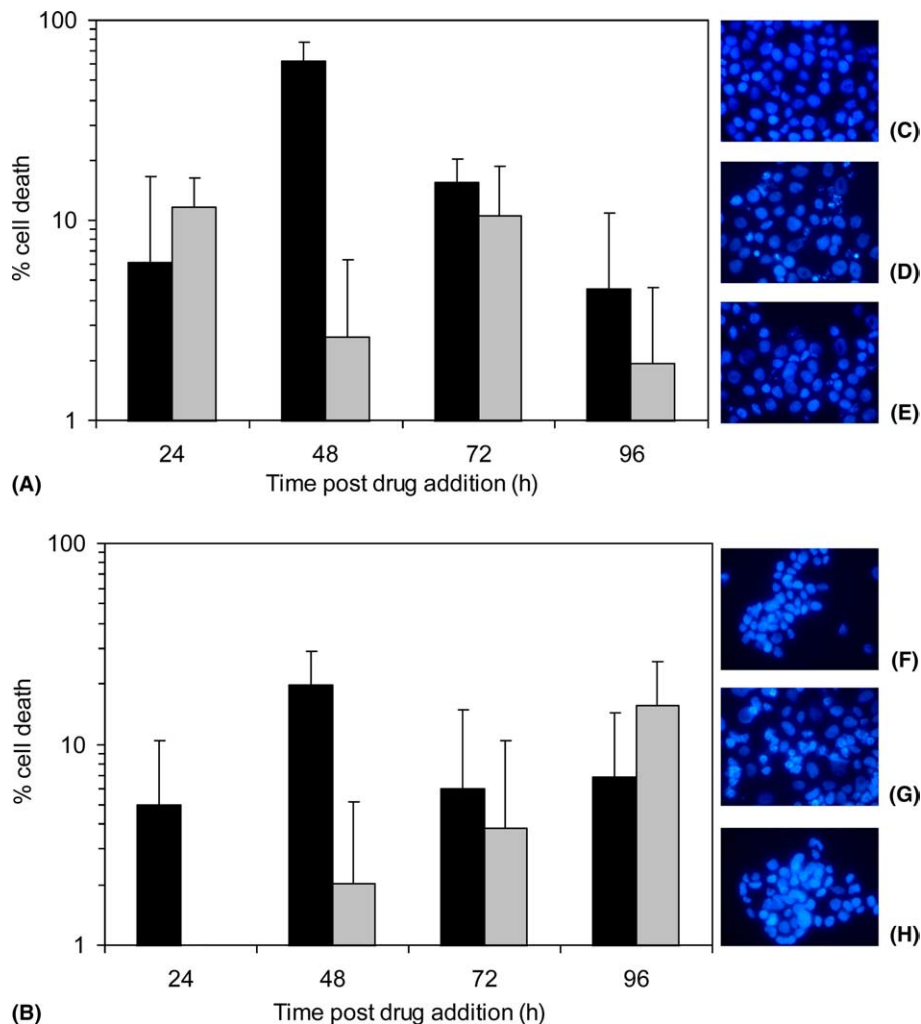 100
10
1
% cell death
24 48 72 96
Time post drug addition (h)
(A)
(C)
(D)
(E)
100
10
1
% cell death
24 48 72 96
Time post drug addition (h)
(B)
(F)
(G)
(H)